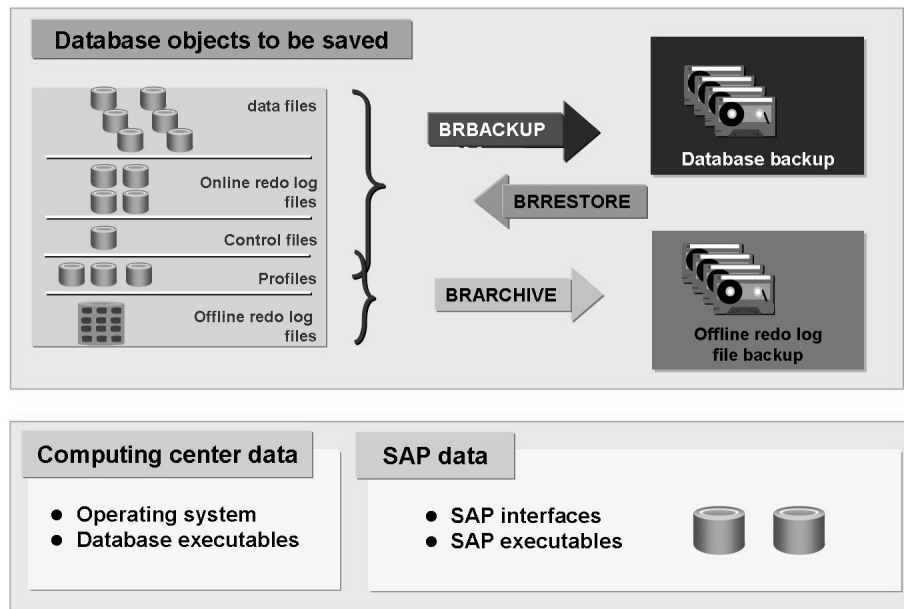 Database objects to be saved
data files
Online redo log
files
Control files
Profiles
Offline redo log
files
BRBACKUP
BRRESTORE
BRARCHIVE
Database backup
Offline redo log
file backup
Computing center data
● Operating system
● Database executables
SAP data
● SAP interfaces
● SAP executables